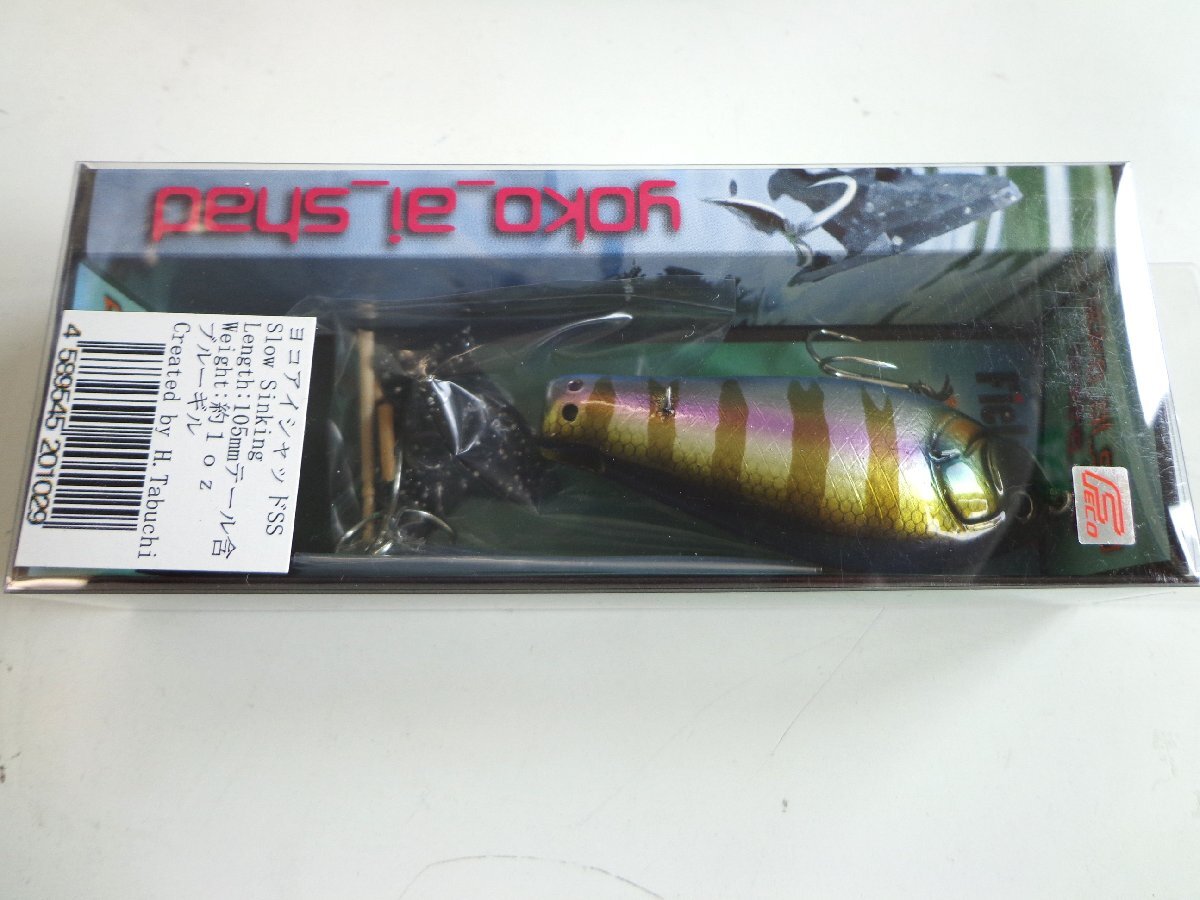 yoko_ai_shad
ヨコアイシャッドSS
Slow Sinking
Length:105mmテール含
Weight:約1oz
ブルーギル
Created by H.Tabuchi
4 589545 201029
Fiel
ECO